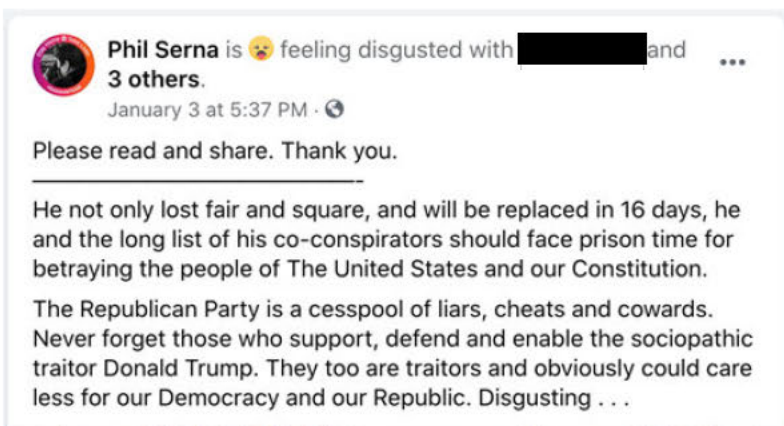 Phil Serna is feeling disgusted with and
3 others.
January 3 at 5:37 PM ·
Please read and share. Thank you.
He not only lost fair and square, and will be replaced in 16 days, he
and the long list of his co-conspirators should face prison time for
betraying the people of The United States and our Constitution.
The Republican Party is a cesspool of liars, cheats and cowards.
Never forget those who support, defend and enable the sociopathic
traitor Donald Trump. They too are traitors and obviously could care
less for our Democracy and our Republic. Disgusting . . .